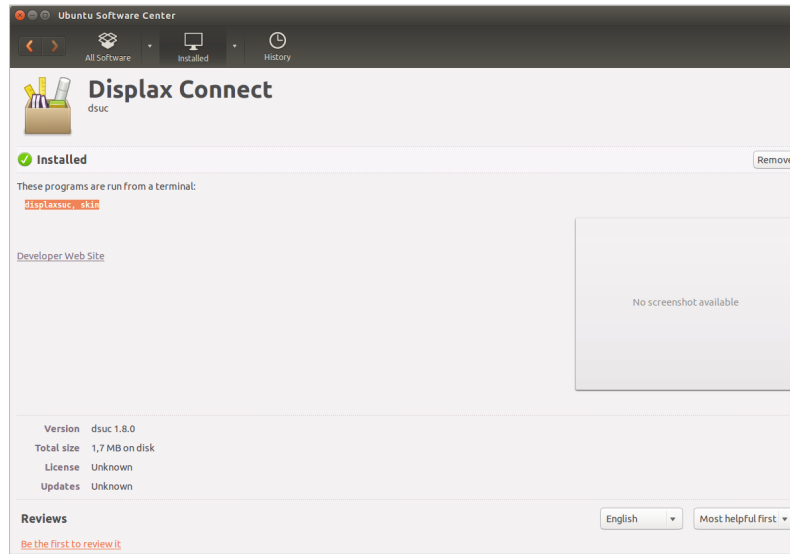 Ubuntu Software Center
All Software
Installed
History
Displax Connect
dsuc
Installed
Remove
These programs are run from a terminal:
displaxsuc, skin
Developer Web Site
No screenshot available
Version dsuc 1.8.0
Total size 1,7 MB on disk
License Unknown
Updates Unknown
Reviews
English
Most helpful first
Be the first to review it